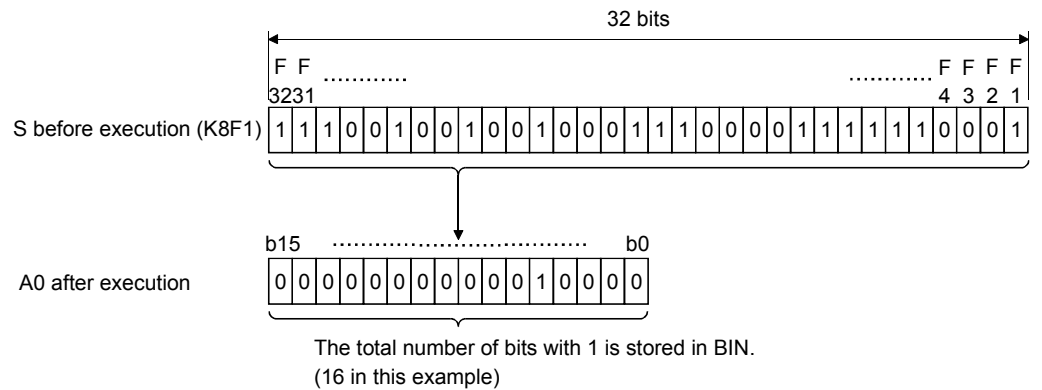 32 bits
F F ............ ............ F F F F
3231 4 3 2 1
S before execution (K8F1) 1 1 1 0 0 1 0 0 1 0 0 1 0 0 0 1 1 1 0 0 0 0 1 1 1 1 1 1 0 0 0 1
b15 .................................... b0
A0 after execution 0 0 0 0 0 0 0 0 0 0 0 1 0 0 0 0
The total number of bits with 1 is stored in BIN.
(16 in this example)